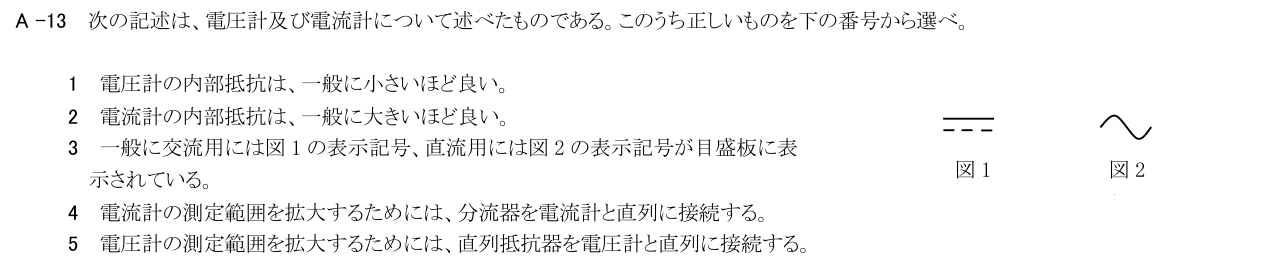 A-13 次の記述は、電圧計及び電流計について述べたものである。このうち正しいものを下の番号から選べ。
1 電圧計の内部抵抗は、一般に小さいほど良い。
2 電流計の内部抵抗は、一般に大きいほど良い。
3 一般に交流用には図1の表示記号、直流用には図2の表示記号が目盛板に表
示されている。
4 電流計の測定範囲を拡大するためには、分流器を電流計と直列に接続する。
5 電圧計の測定範囲を拡大するためには、直列抵抗器を電圧計と直列に接続する。
図1
図2